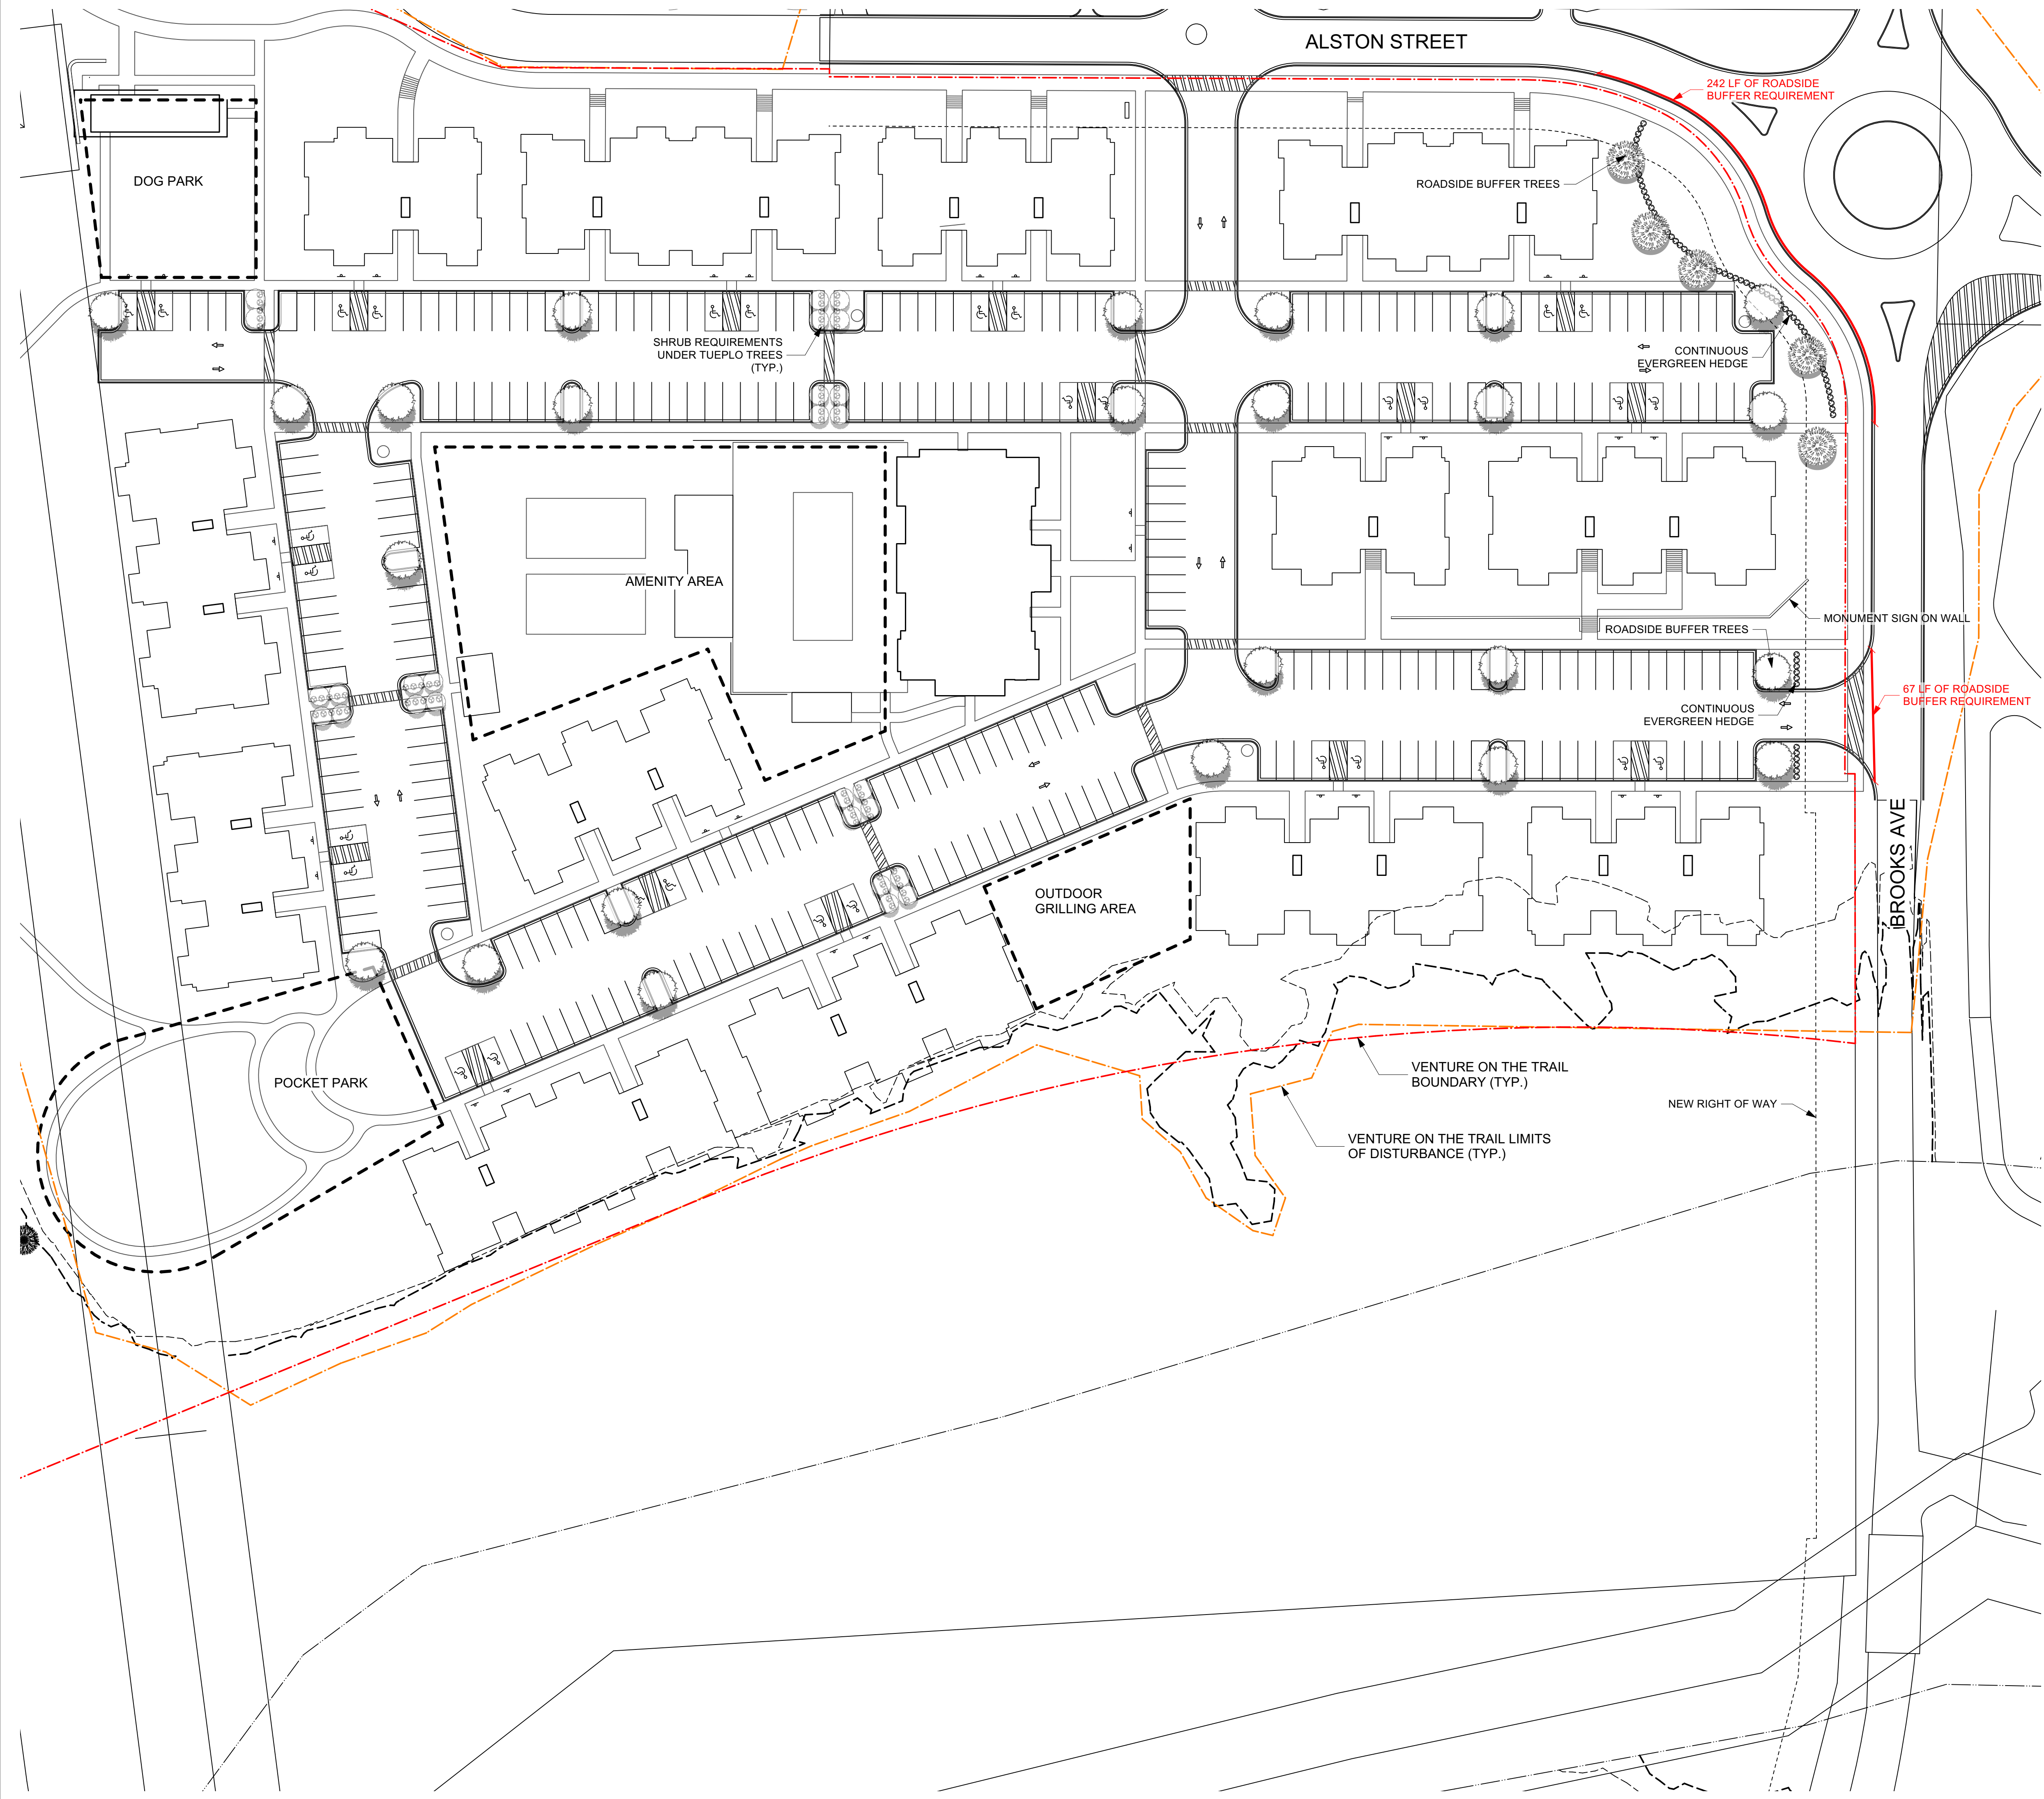 ALSTON STREET
242 LF OF ROADSIDE
BUFFER REQUIREMENT
DOG PARK
ROADSIDE BUFFER TREES
SHRUB REQUIREMENTS
UNDER TUEPLO TREES
(TYP.)
CONTINUOUS
EVERGREEN HEDGE
AMENITY AREA
MONUMENT SIGN ON WALL
ROADSIDE BUFFER TREES
67 LF OF ROADSIDE
BUFFER REQUIREMENT
CONTINUOUS
EVERGREEN HEDGE
BROOKS AVE
OUTDOOR
GRILLING AREA
POCKET PARK
VENTURE ON THE TRAIL
BOUNDARY (TYP.)
NEW RIGHT OF WAY
VENTURE ON THE TRAIL LIMITS
OF DISTURBANCE (TYP.)